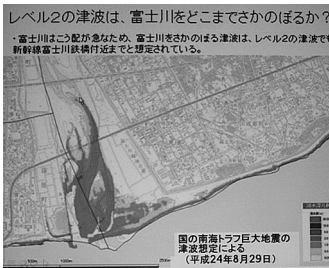 レベル2の津波は、富士川をどこまでさかのぼるか?
・富士川はこう配が急なため、富士川をさかのぼる津波は、レベル2の津波で
新幹線富士川鉄橋付近までと想定されている。
国の南海トラフ巨大地震の
津波想定による
(平成24年8月29日)